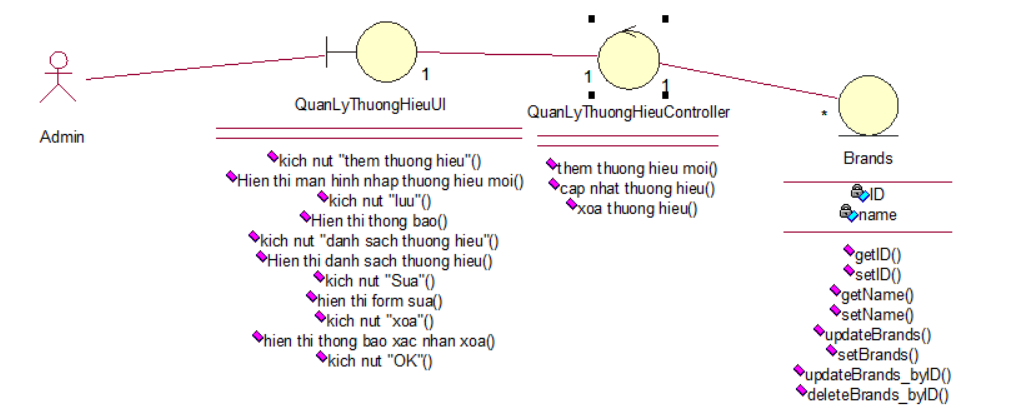 1
1
1
*
Admin
QuanLyThuongHieuUI
kich nut "them thuong hieu"()
Hien thi man hinh nhap thuong hieu moi()
kich nut "luu"()
Hien thi thong bao()
kich nut "danh sach thuong hieu"()
Hien thi danh sach thuong hieu()
kich nut "Sua"()
hien thi form sua()
kich nut "xoa"()
hien thi thong bao xac nhan xoa()
kich nut "OK"()
QuanLyThuongHieuController
them thuong hieu moi()
cap nhat thuong hieu()
xoa thuong hieu()
Brands
ID
name
getID()
setID()
getName()
setName()
updateBrands()
setBrands()
updateBrands_byID()
deleteBrands_byID()